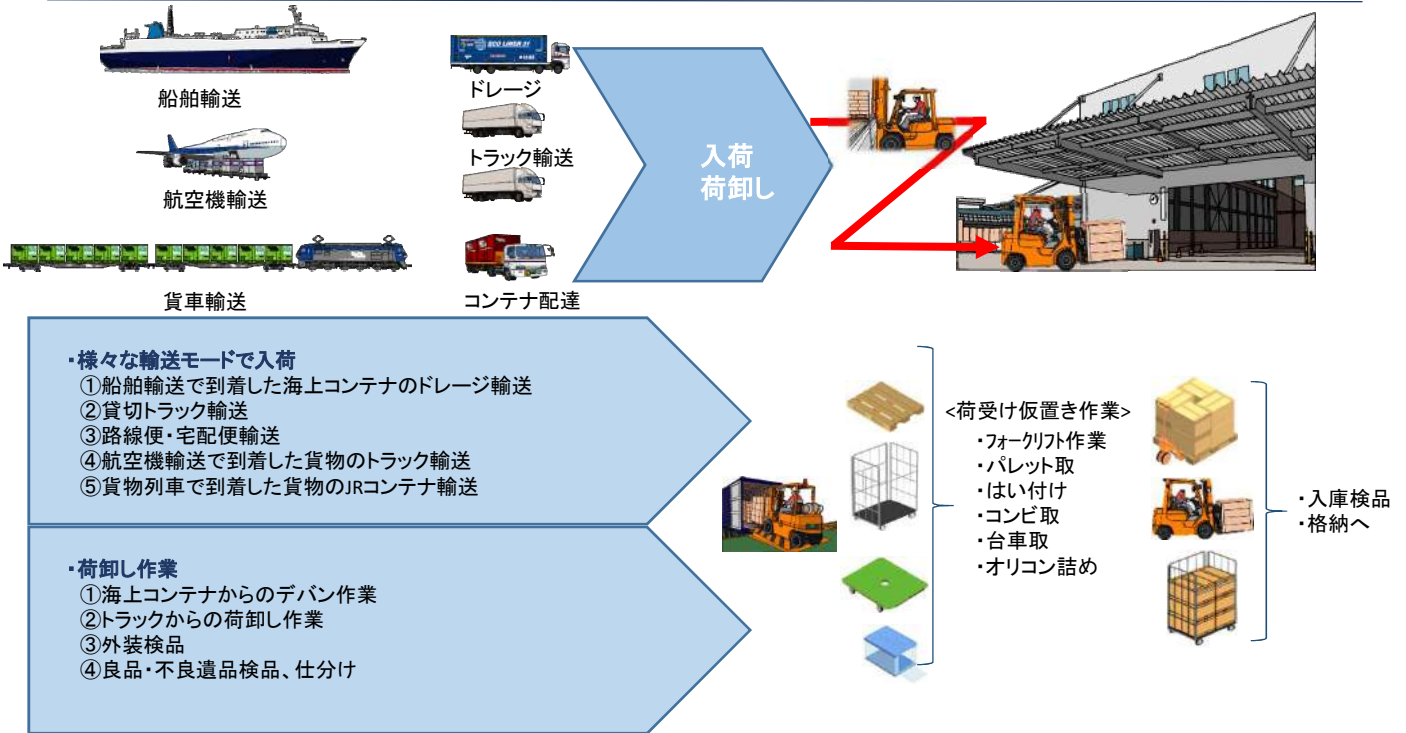 船舶輸送
ECO LINER 31
ドレージ
トラック輸送
航空機輸送
貨車輸送
コンテナ配達
入荷
荷卸し
・様々な輸送モードで入荷
①船舶輸送で到着した海上コンテナのドレージ輸送
②貸切トラック輸送
③路線便・宅配便輸送
④航空機輸送で到着した貨物のトラック輸送
⑤貨物列車で到着した貨物のJRコンテナ輸送
・荷卸し作業
①海上コンテナからのデバン作業
②トラックからの荷卸し作業
③外装検品
④良品・不良遺品検品、仕分け
<荷受け仮置き作業>
・フォークリフト作業
・パレット取
・はい付け
・コンビ取
・台車取
・オリコン詰め
・入庫検品
・格納へ